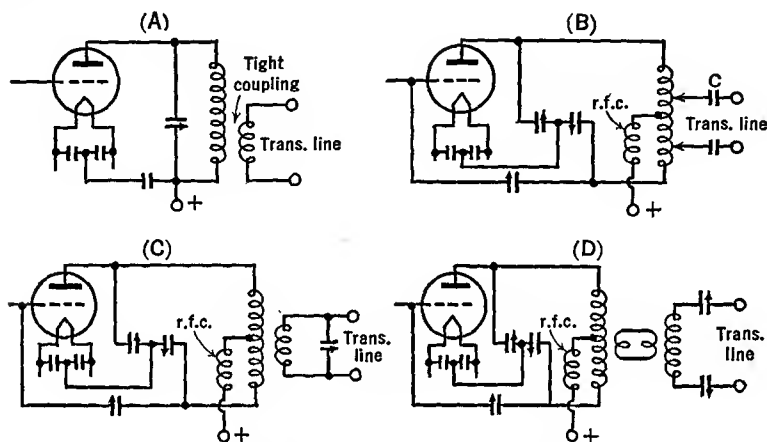 (A)
Tight
coupling
Trans. line
+
(B)
r.f.c.
C
Trans. line
+
(C)
r.f.c.
Trans.
line
+
(D)
r.f.c.
Trans.
line
+